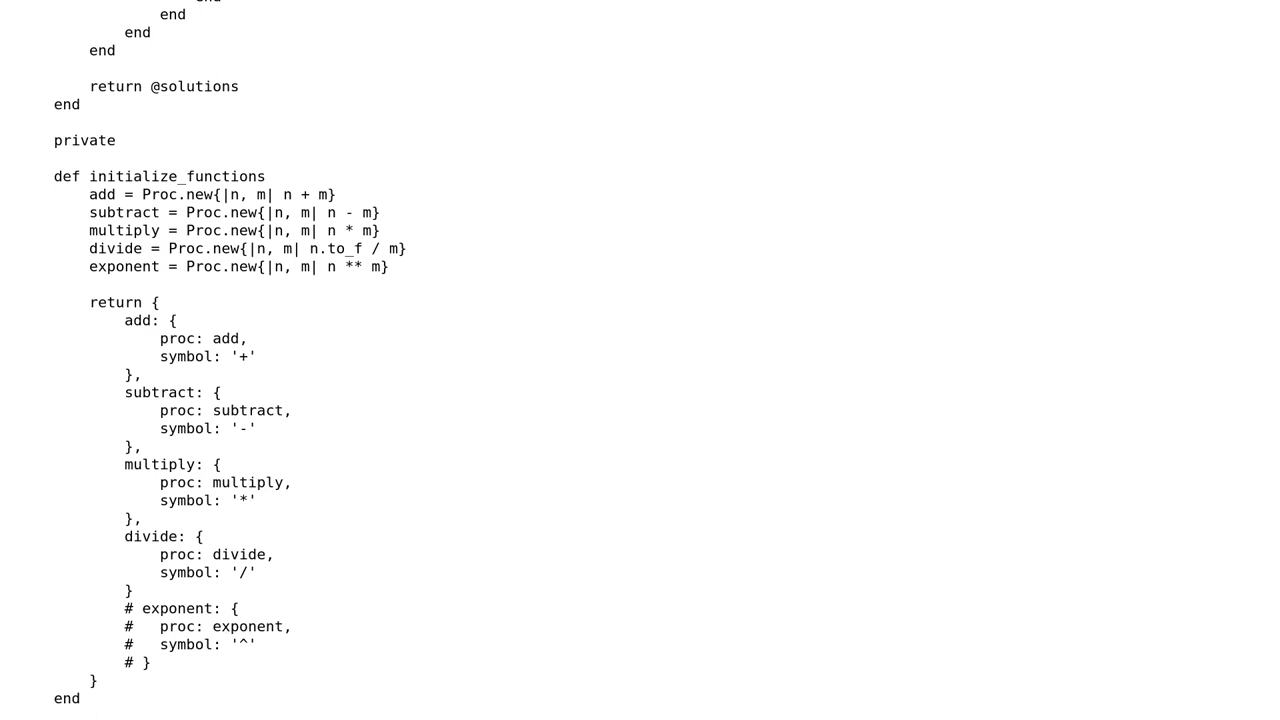 end
            end
        end

        return @solutions
    end

    private

    def initialize_functions
        add = Proc.new{|n, m| n + m}
        subtract = Proc.new{|n, m| n - m}
        multiply = Proc.new{|n, m| n * m}
        divide = Proc.new{|n, m| n.to_f / m}
        exponent = Proc.new{|n, m| n ** m}

        return {
            add: {
                proc: add,
                symbol: '+'
            },
            subtract: {
                proc: subtract,
                symbol: '-'
            },
            multiply: {
                proc: multiply,
                symbol: '*'
            },
            divide: {
                proc: divide,
                symbol: '/'
            }
            # exponent: {
            #   proc: exponent,
            #   symbol: '^'
            # }
        }
    end